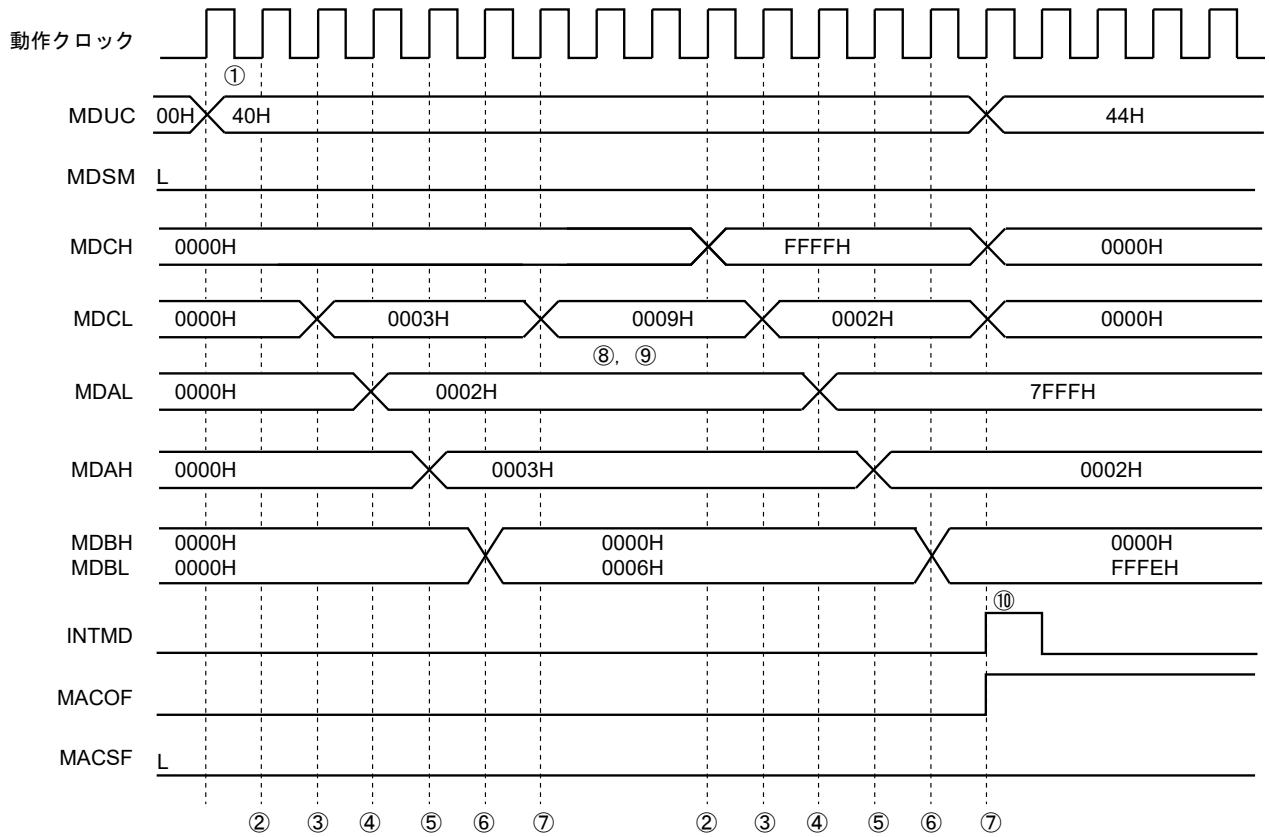 動作クロック
①
MDUC 00H 40H 44H
MDSM L
MDCH 0000H FFFFH 0000H
MDCL 0000H 0003H 0009H 0002H 0000H
⑧, ⑨
MDAL 0000H 0002H 7FFFH
MDAH 0000H 0003H 0002H
MDBH 0000H 0000H 0000H
MDBL 0000H 0006H FFFEH
⑩
INTMD
MACOF
MACSF L
② ③ ④ ⑤ ⑥ ⑦ ② ③ ④ ⑤ ⑥ ⑦